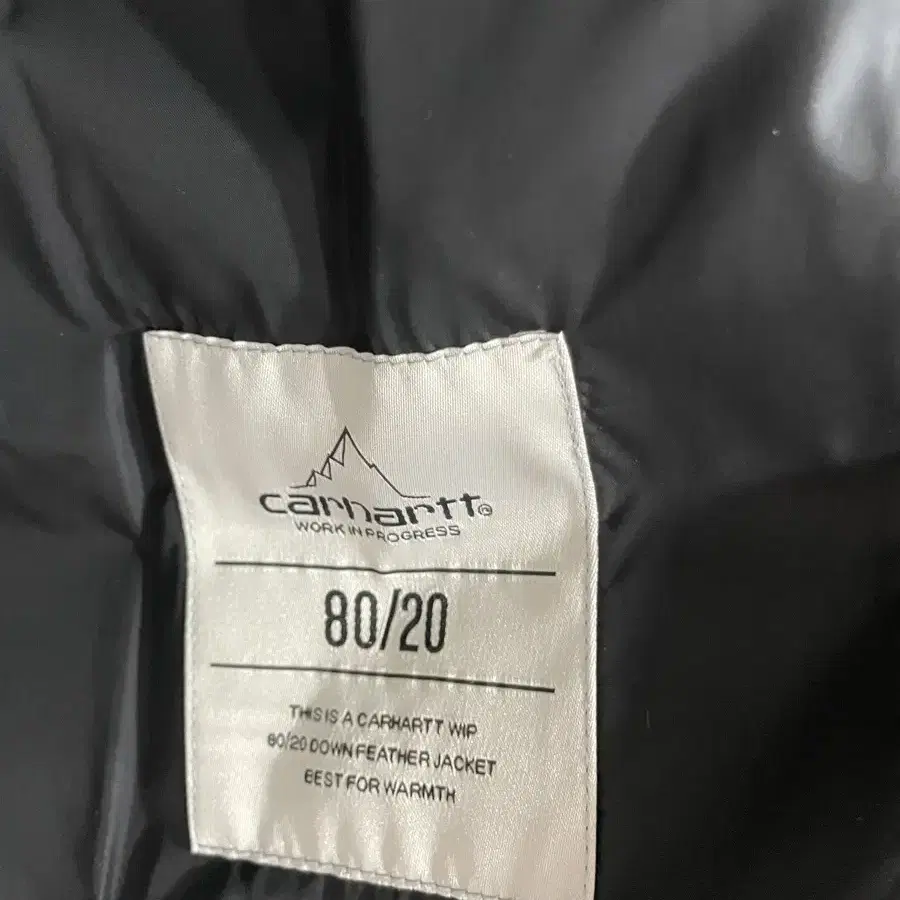 carhartt®
WORK IN PROGRESS
80/20
THIS IS A CARHARTT WIP
80/20 DOWN FEATHER JACKET
BEST FOR WARMTH